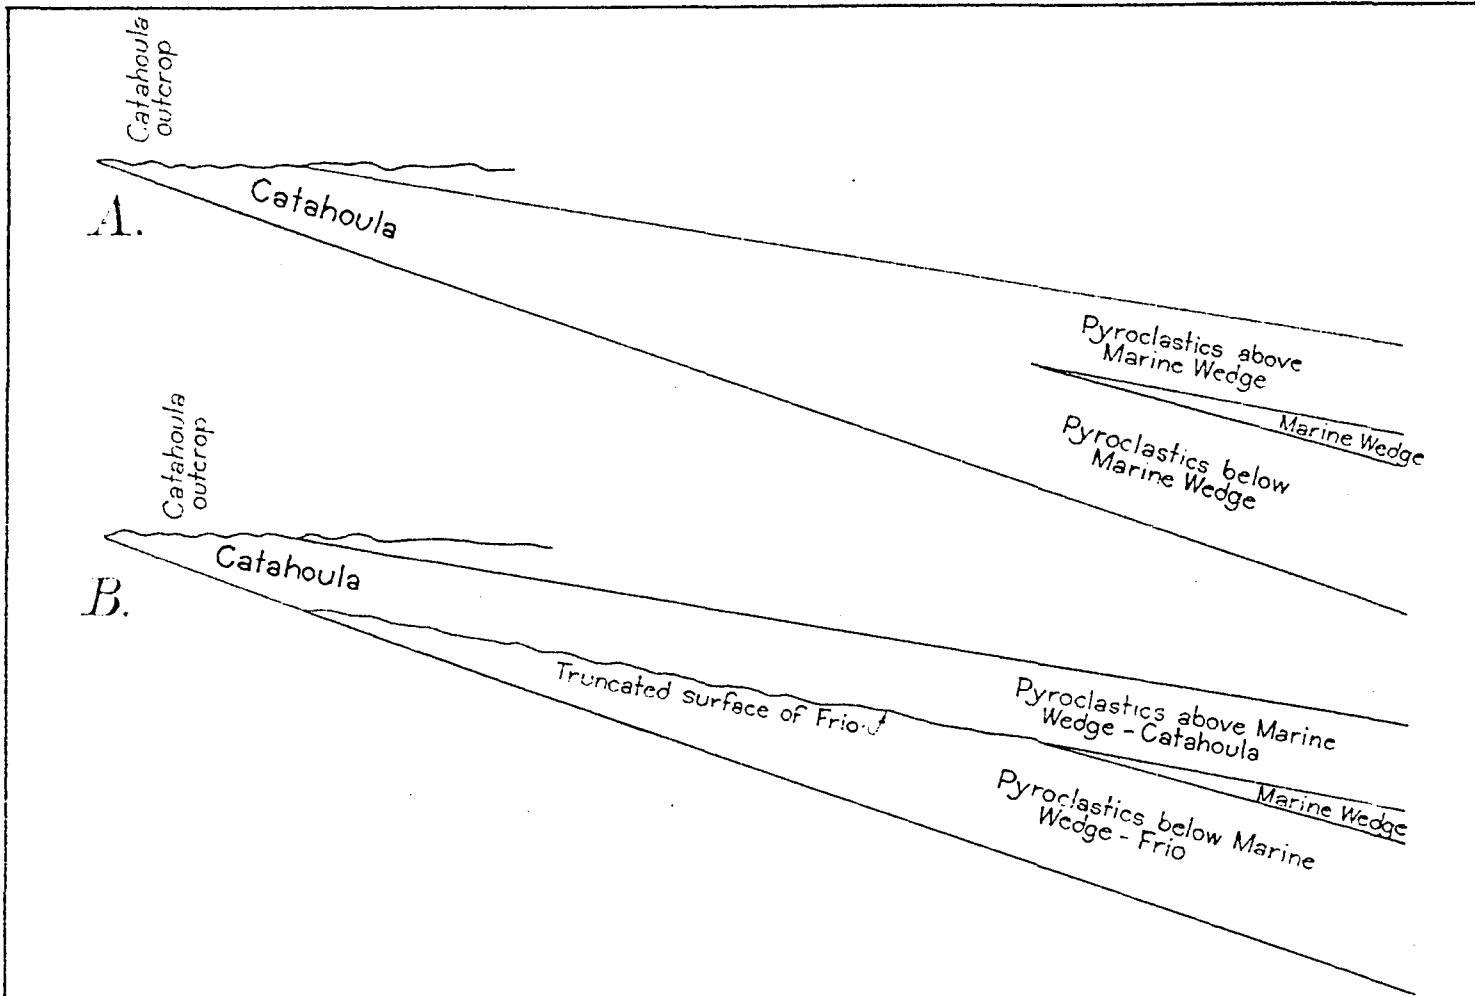 Catahoula
outcrop
A.
Catahoula
Pyroclastics above
Marine Wedge
Marine Wedge
Pyroclastics below
Marine Wedge
Catahoula
outcrop
B.
Catahoula
Truncated surface of Frio
Pyroclastics above Marine
Wedge - Catahoula
Marine Wedge
Pyroclastics below Marine
Wedge - Frio